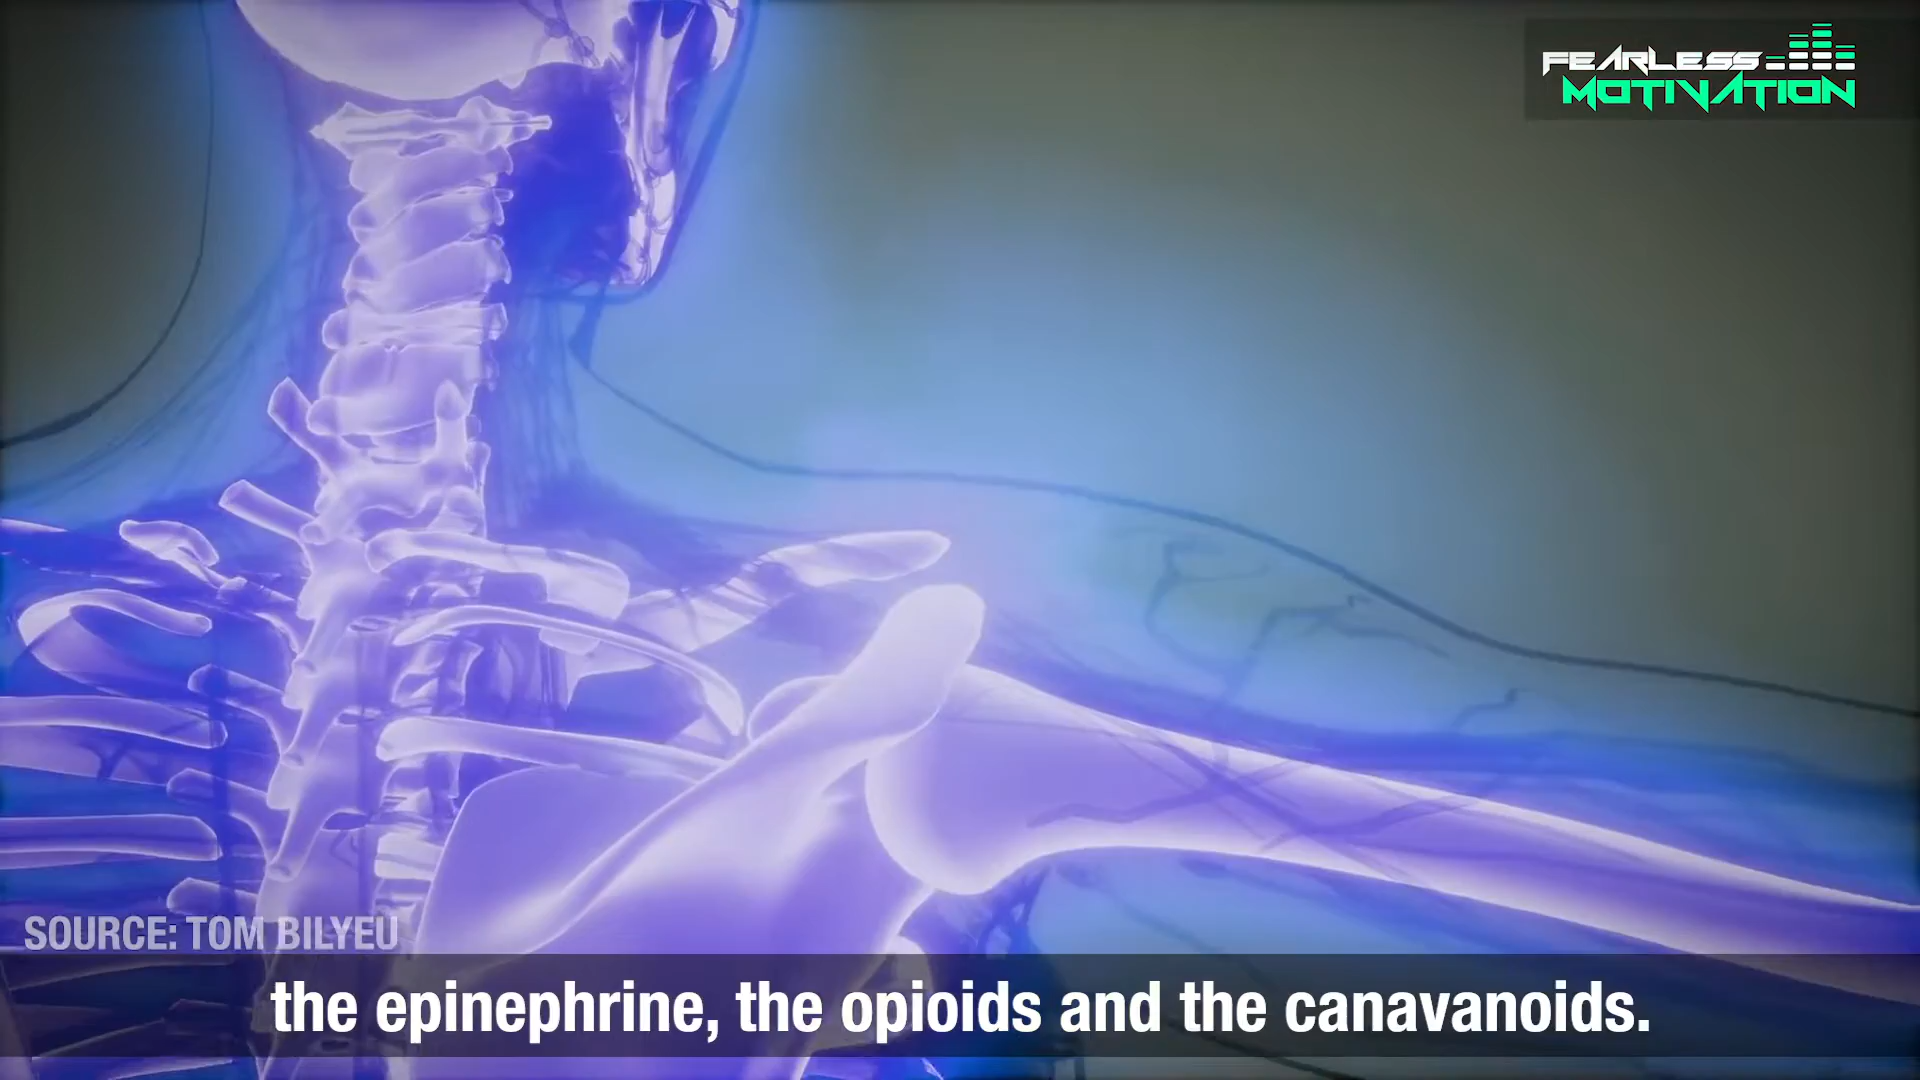 FEARLESS
MOTIVATION
SOURCE: TOM BILYEU
the epinephrine, the opioids and the canavanoids.